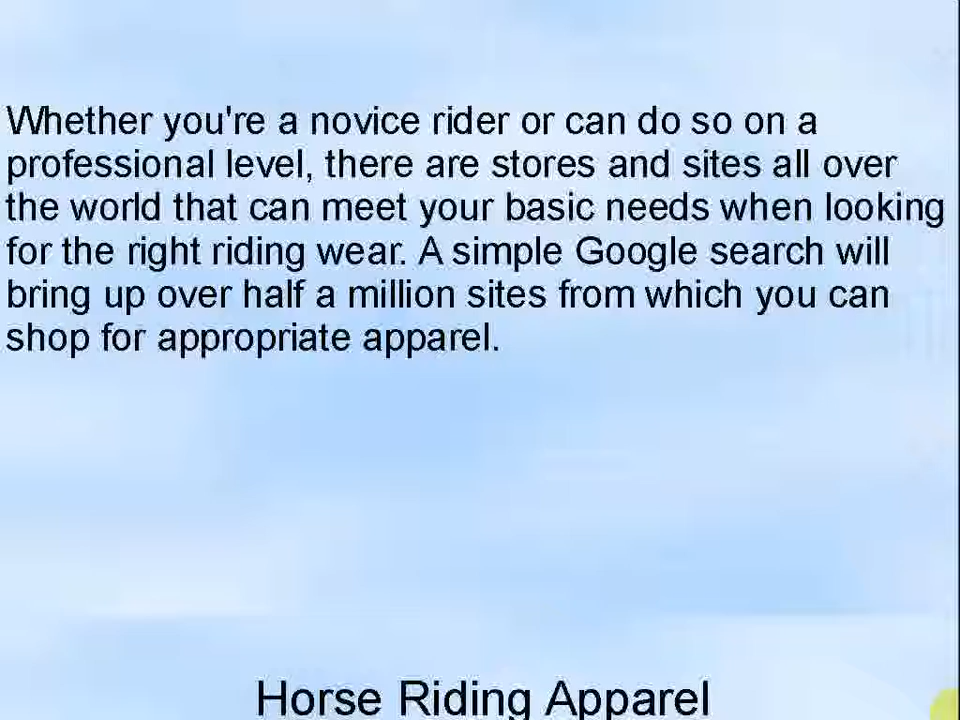 Whether you're a novice rider or can do so on a
professional level, there are stores and sites all over
the world that can meet your basic needs when looking
for the right riding wear. A simple Google search will
bring up over half a million sites from which you can
shop for appropriate apparel.
Horse Riding Apparel